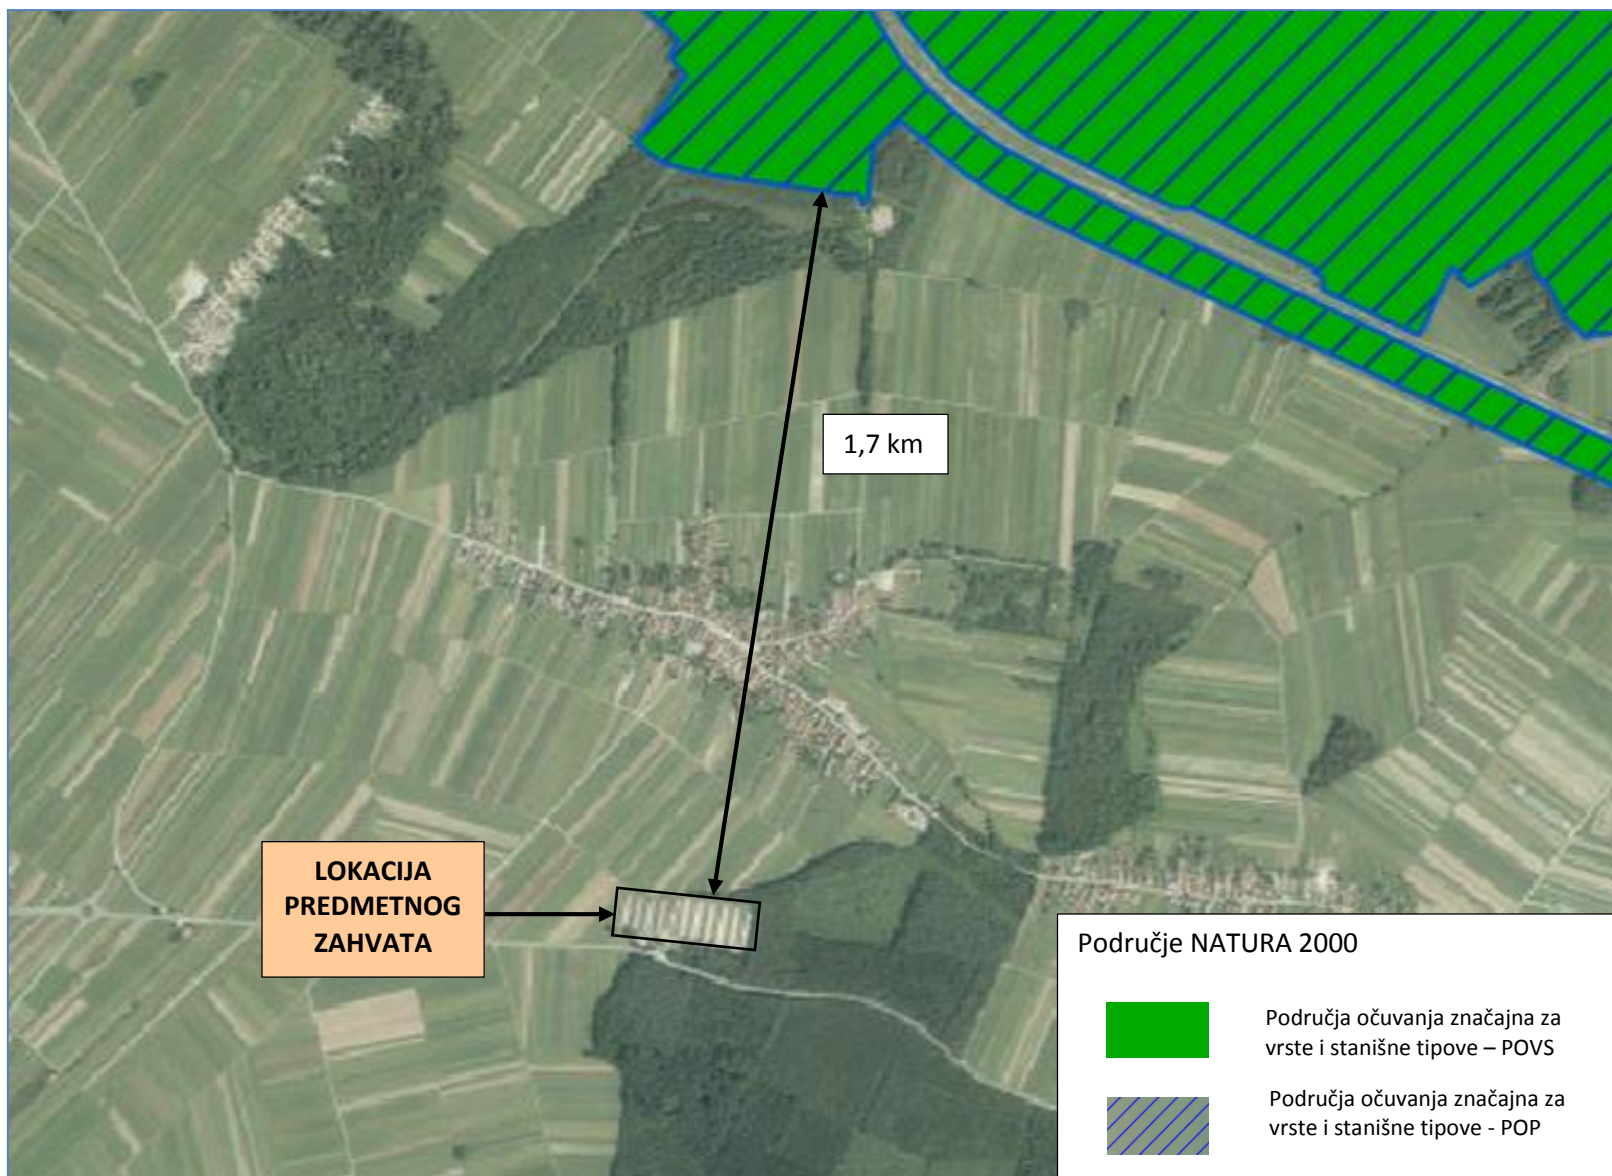 1,7 km
LOKACIJA
PREDMETNOG
ZAHVATA
Područje NATURA 2000
Područja očuvanja značajna za
vrste i stanišne tipove – POVS
Područja očuvanja značajna za
vrste i stanišne tipove - POP